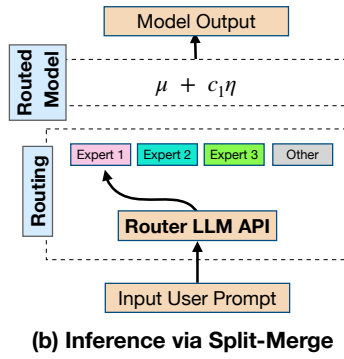 Model Output
Routed Model
μ + c₁η
Routing
Expert 1 Expert 2 Expert 3 Other
Router LLM API
Input User Prompt
(b) Inference via Split-Merge